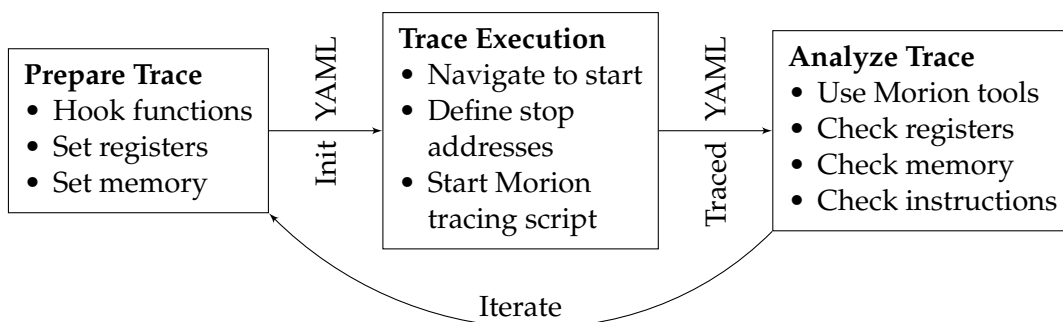 Prepare Trace
• Hook functions
• Set registers
• Set memory
Init YAML
Trace Execution
• Navigate to start
• Define stop
addresses
• Start Morion
tracing script
Traced YAML
Analyze Trace
• Use Morion tools
• Check registers
• Check memory
• Check instructions
Iterate